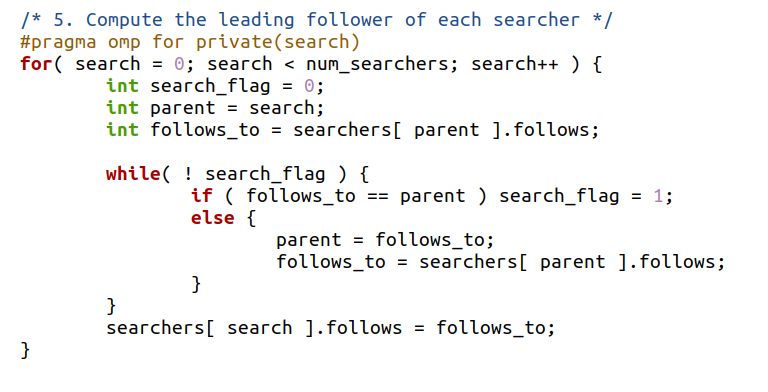 /* 5. Compute the leading follower of each searcher */
#pragma omp for private(search)
for( search = 0; search < num_searchers; search++ ) {
        int search_flag = 0;
        int parent = search;
        int follows_to = searchers[ parent ].follows;

        while( ! search_flag ) {
                if ( follows_to == parent ) search_flag = 1;
                else {
                        parent = follows_to;
                        follows_to = searchers[ parent ].follows;
                }
        }
        searchers[ search ].follows = follows_to;
}